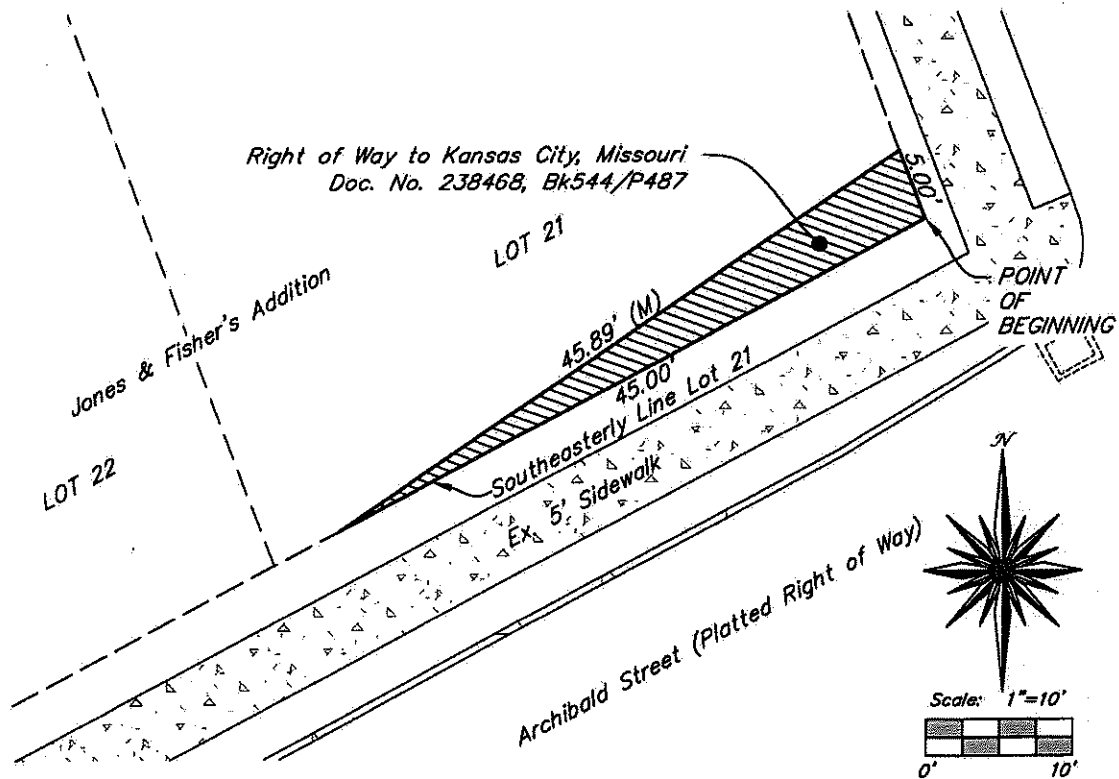 Right of Way to Kansas City, Missouri
Doc. No. 238468, Bk544/P487
5.00'
LOT 21
POINT
OF
BEGINNING
Jones & Fisher's Addition
45.89' (M)
45.00'
Southeasterly Line Lot 21
LOT 22
Ex. 5' Sidewalk
Archibald Street (Platted Right of Way)
N
Scale: 1"=10'
0' 10'